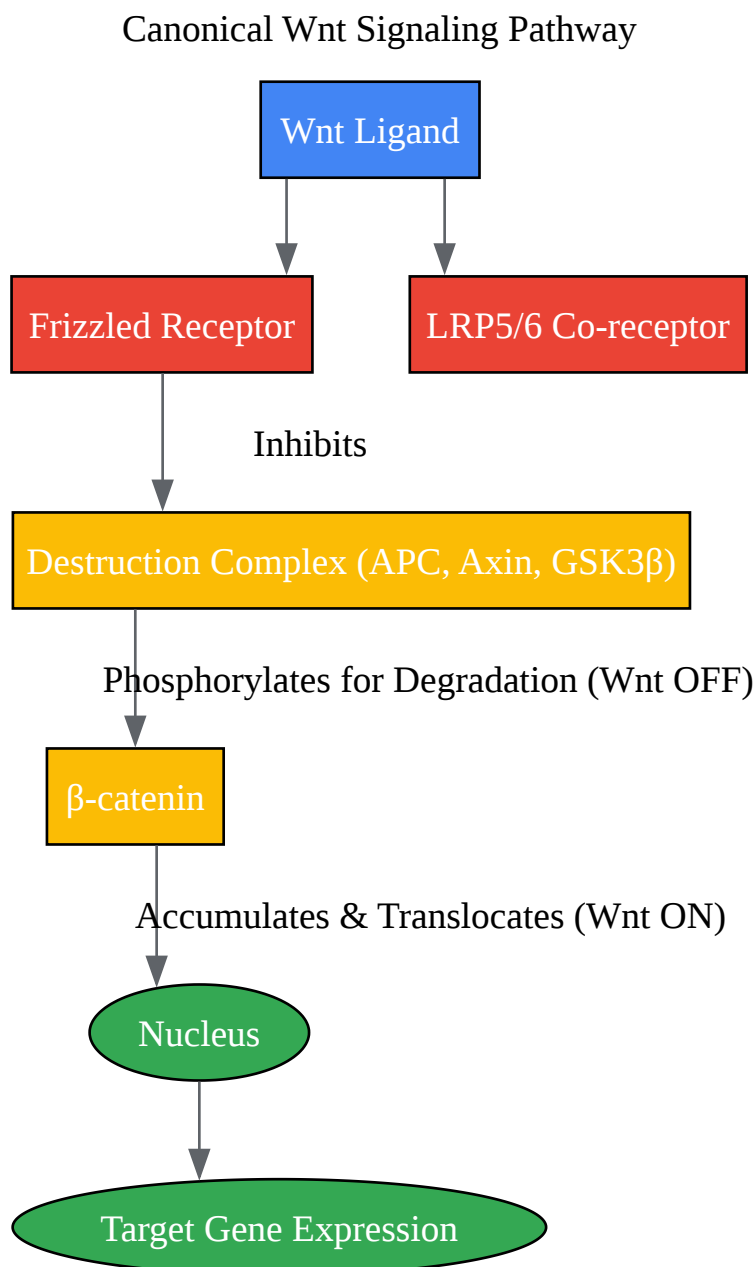 Canonical Wnt Signaling Pathway
Wnt Ligand
Frizzled Receptor
LRP5/6 Co-receptor
Inhibits
Destruction Complex (APC, Axin, GSK3β)
Phosphorylates for Degradation (Wnt OFF)
β-catenin
Accumulates & Translocates (Wnt ON)
Nucleus
Target Gene Expression